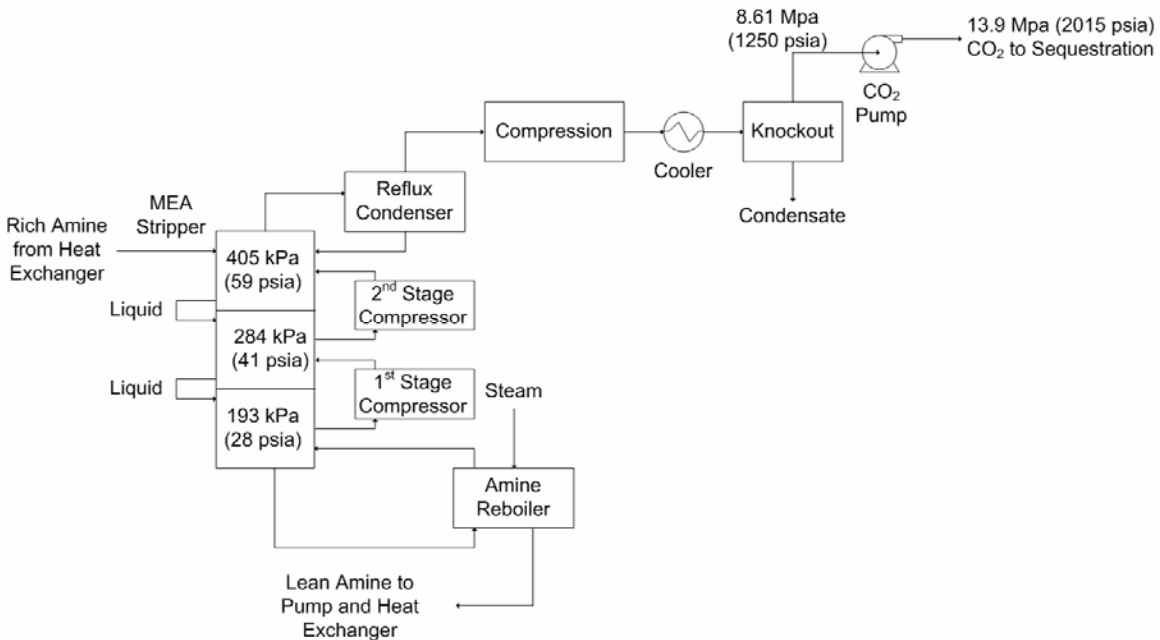 8.61 Mpa
(1250 psia)
13.9 Mpa (2015 psia)
CO₂ to Sequestration
CO₂
Pump
Compression
Cooler
Knockout
Condensate
Reflux
Condenser
MEA
Stripper
Rich Amine
from Heat
Exchanger
405 kPa
(59 psia)
2nd Stage
Compressor
Liquid
284 kPa
(41 psia)
1st Stage
Compressor
Liquid
193 kPa
(28 psia)
Steam
Amine
Reboiler
Lean Amine to
Pump and Heat
Exchanger